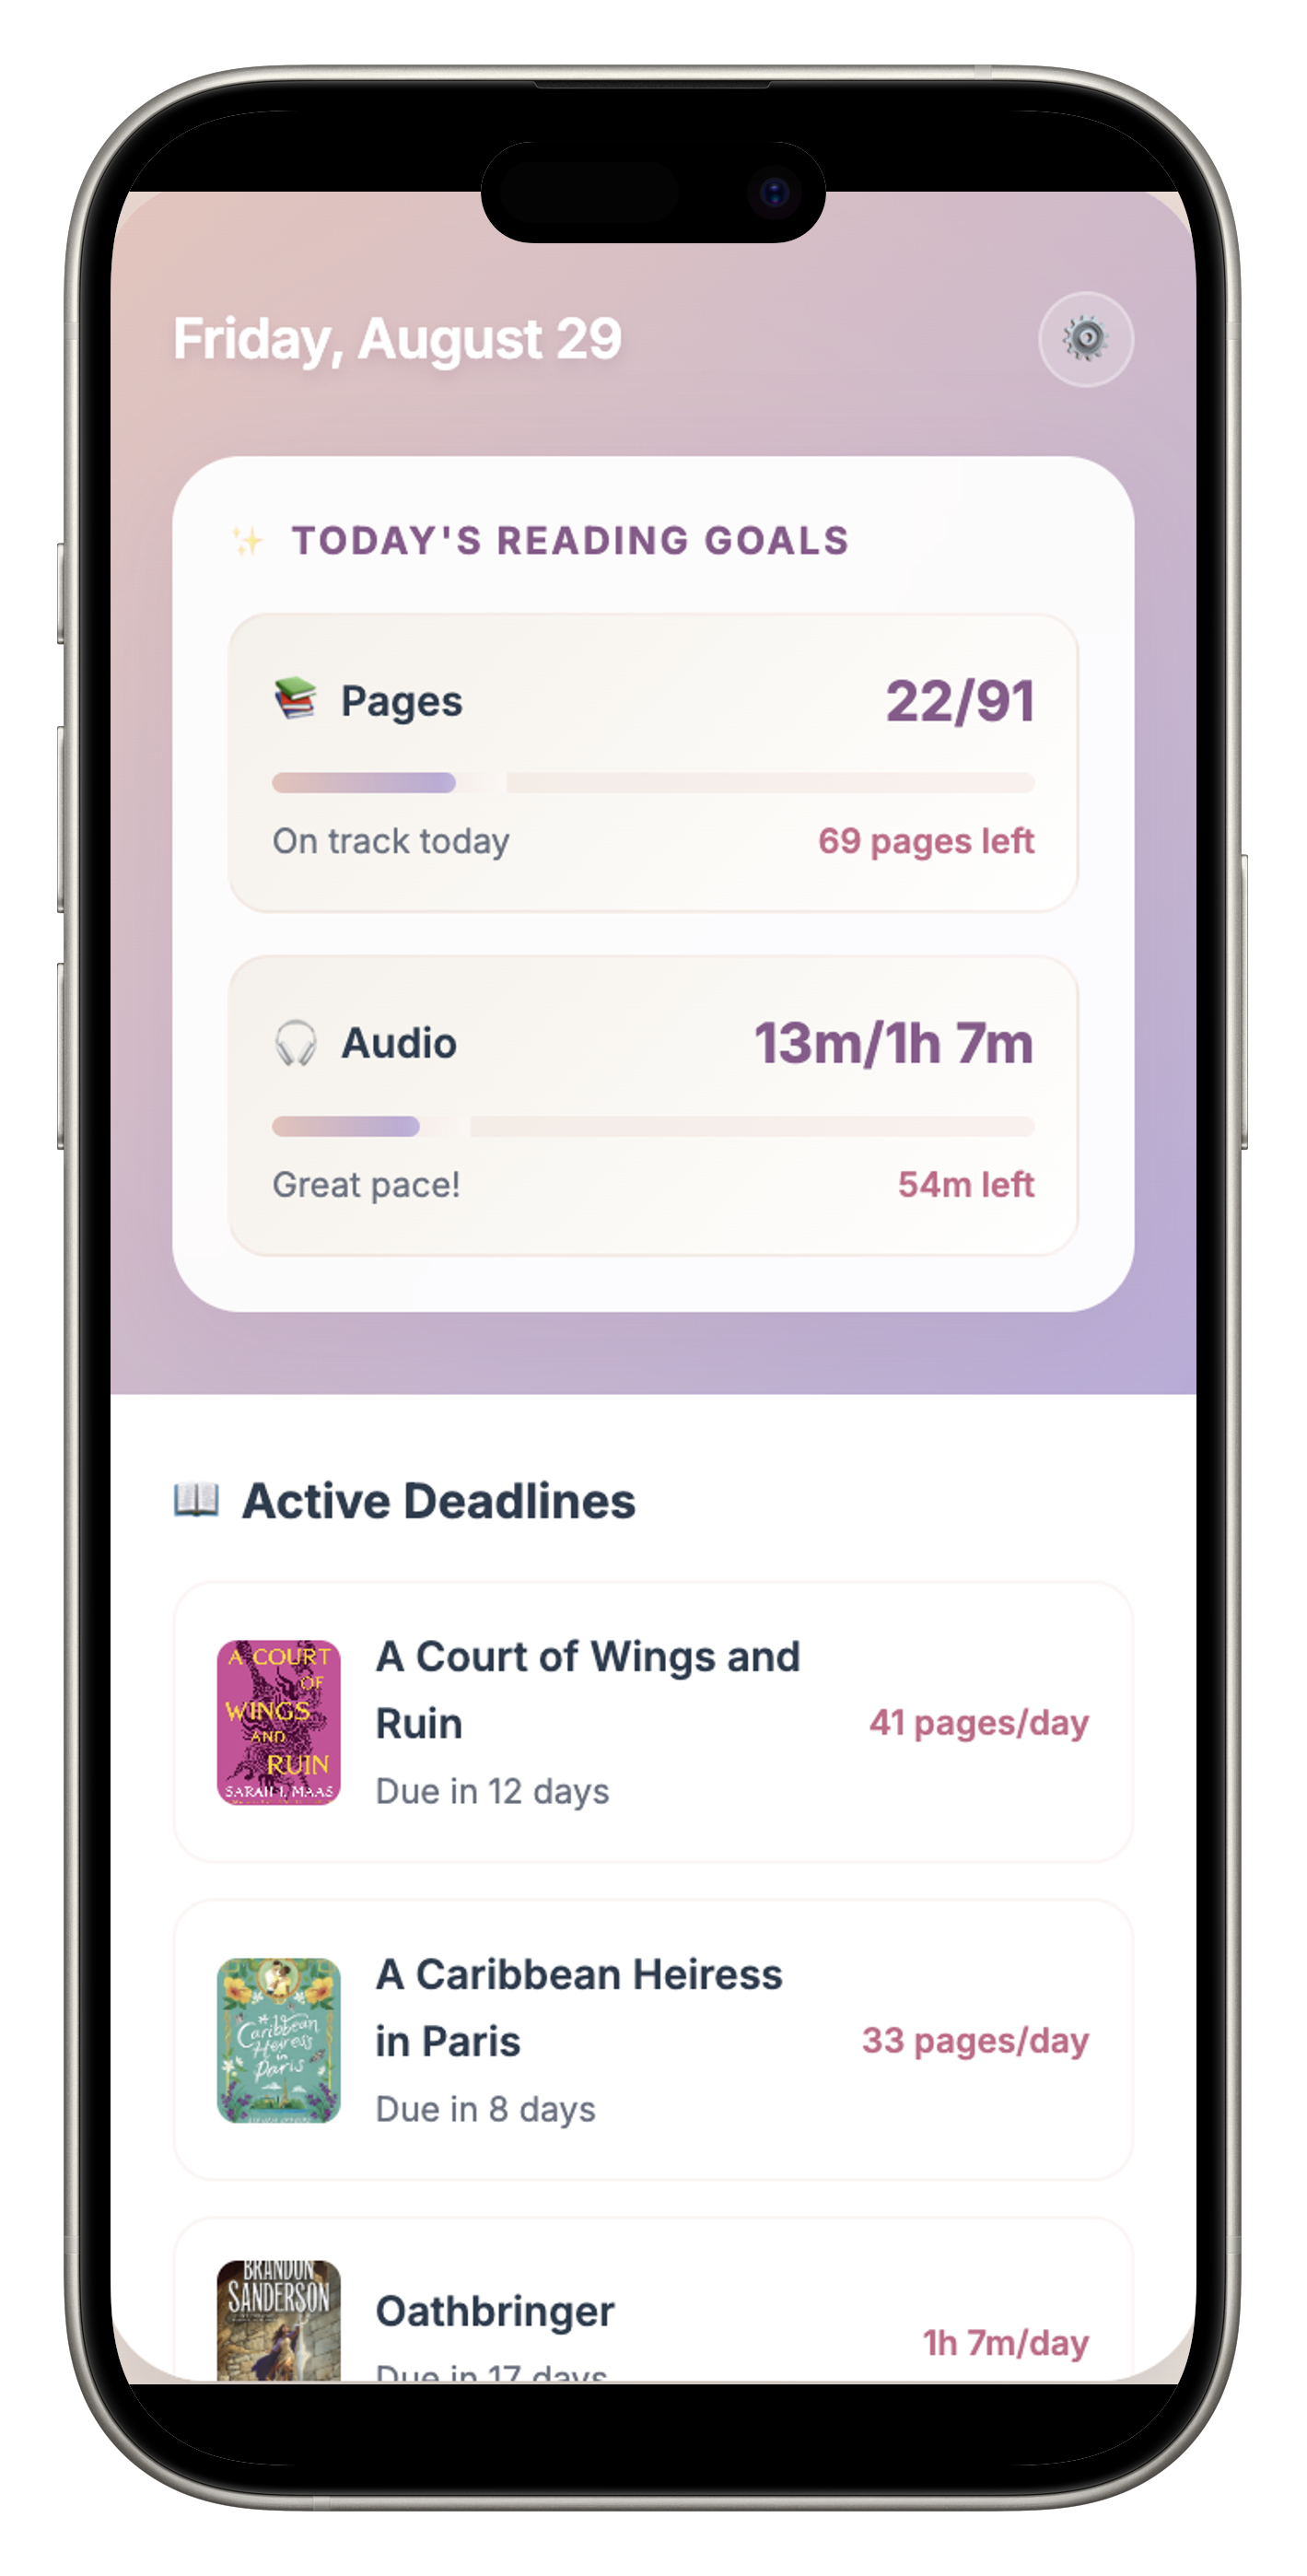 Friday, August 29
TODAY'S READING GOALS
Pages
22/91
On track today
69 pages left
Audio
13m/1h 7m
Great pace!
54m left
Active Deadlines
A COURT
OF
WINGS
AND
RUIN
SARAH J. MAAS
A Court of Wings and
Ruin
41 pages/day
Due in 12 days
A
Caribbean
Heiress
in
Paris
A Caribbean Heiress
in Paris
33 pages/day
Due in 8 days
BRANDON
SANDERSON
Oathbringer
1h 7m/day
Due in 17 days